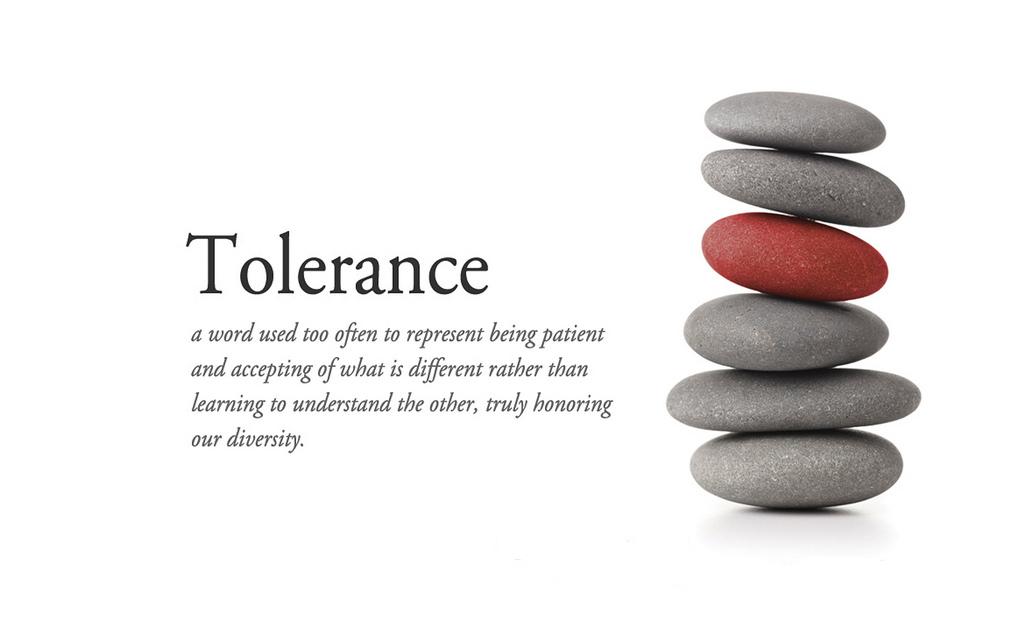 Tolerance
a word used too often to represent being patient
and accepting of what is different rather than
learning to understand the other, truly honoring
our diversity.